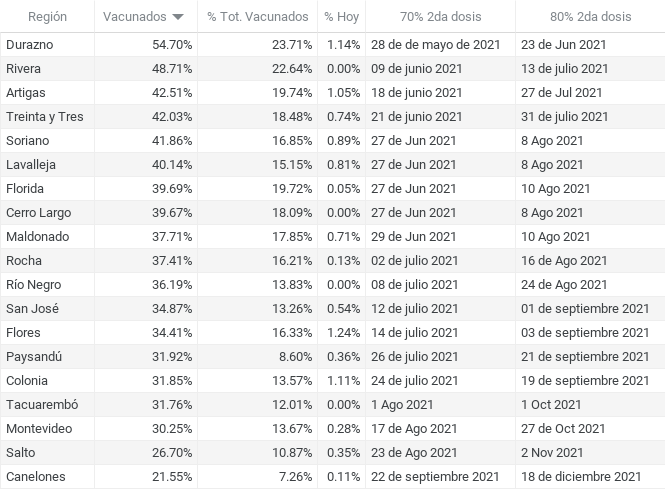 Región Vacunados % Tot. Vacunados % Hoy 70% 2da dosis 80% 2da dosis
Durazno 54.70% 23.71% 1.14% 28 de de mayo de 2021 23 de Jun 2021
Rivera 48.71% 22.64% 0.00% 09 de junio 2021 13 de julio 2021
Artigas 42.51% 19.74% 1.05% 18 de junio 2021 27 de Jul 2021
Treinta y Tres 42.03% 18.48% 0.74% 21 de junio 2021 31 de julio 2021
Soriano 41.86% 16.85% 0.89% 27 de Jun 2021 8 Ago 2021
Lavalleja 40.14% 15.15% 0.81% 27 de Jun 2021 8 Ago 2021
Florida 39.69% 19.72% 0.05% 27 de Jun 2021 10 Ago 2021
Cerro Largo 39.67% 18.09% 0.00% 27 de Jun 2021 8 Ago 2021
Maldonado 37.71% 17.85% 0.71% 29 de Jun 2021 10 Ago 2021
Rocha 37.41% 16.21% 0.13% 02 de julio 2021 16 de Ago 2021
Río Negro 36.19% 13.83% 0.00% 08 de julio 2021 24 de Ago 2021
San José 34.87% 13.26% 0.54% 12 de julio 2021 01 de septiembre 2021
Flores 34.41% 16.33% 1.24% 14 de julio 2021 03 de septiembre 2021
Paysandú 31.92% 8.60% 0.36% 26 de julio 2021 21 de septiembre 2021
Colonia 31.85% 13.57% 1.11% 24 de julio 2021 19 de septiembre 2021
Tacuarembó 31.76% 12.01% 0.00% 1 Ago 2021 1 Oct 2021
Montevideo 30.25% 13.67% 0.28% 17 de Ago 2021 27 de Oct 2021
Salto 26.70% 10.87% 0.35% 23 de Ago 2021 2 Nov 2021
Canelones 21.55% 7.26% 0.11% 22 de septiembre 2021 18 de diciembre 2021